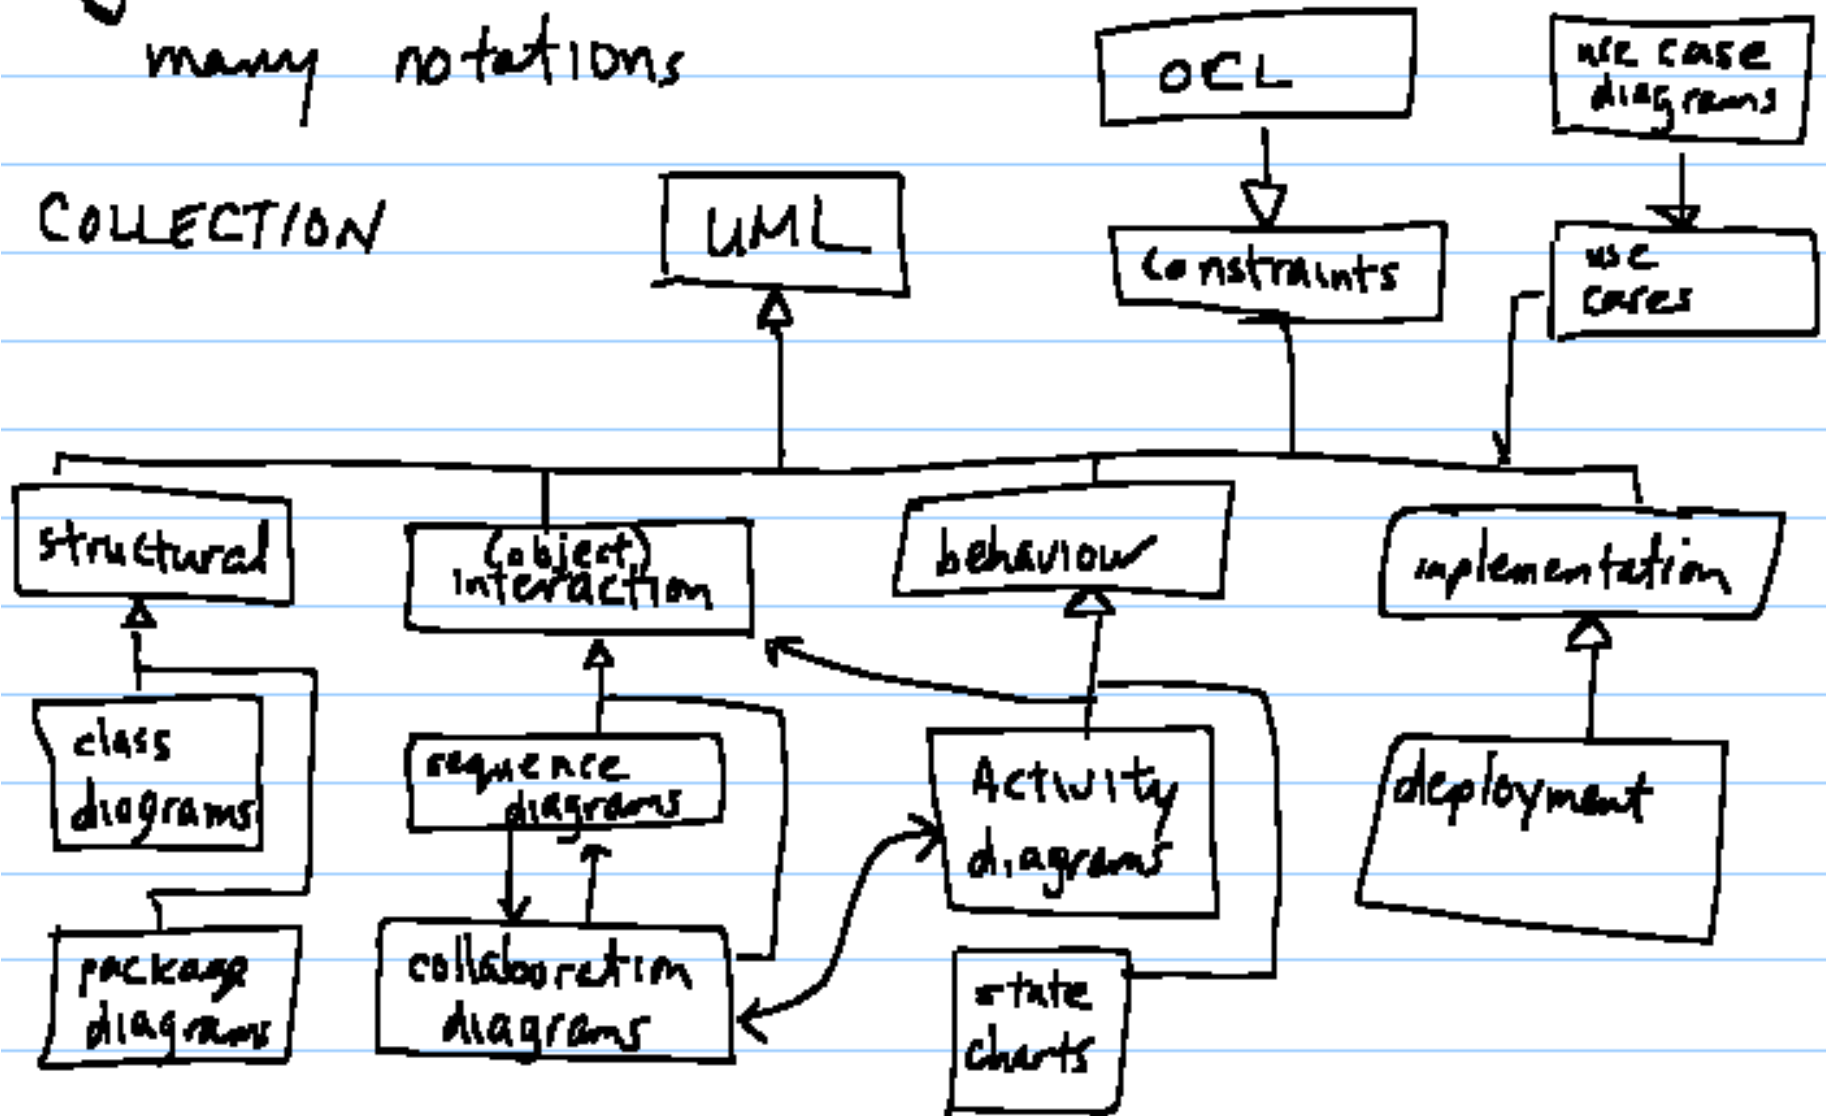 many notations
OCL
use case
diagrams
COLLECTION
UML
constraints
use
cases
structural
(object)
interaction
behaviour
implementation
class
diagrams
sequence
diagrams
Activity
diagrams
deployment
package
diagrams
collaboration
diagrams
state
charts